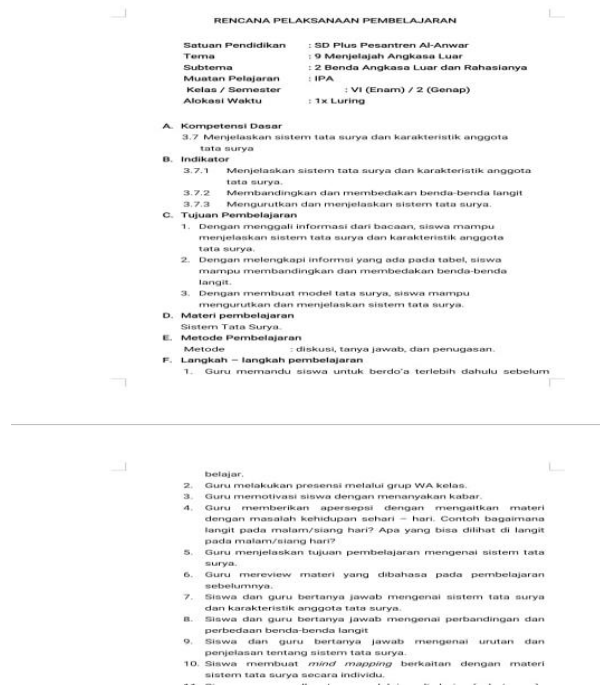 RENCANA PELAKSANAAN PEMBELAJARAN
Satuan Pendidikan : SD Plus Pesantren Al-Anwar
Tema : 9 Menjelajah Angkasa Luar
Subtema : 2 Benda Angkasa Luar dan Rahasianya
Muatan Pelajaran : IPA
Kelas / Semester : VI (Enam) / 2 (Genap)
Alokasi Waktu : 1x Luring
A. Kompetensi Dasar
3.7 Menjelaskan sistem tata surya dan karakteristik anggota
tata surya
B. Indikator
3.7.1 Menjelaskan sistem tata surya dan karakteristik anggota
tata surya.
3.7.2 Membandingkan dan membedakan benda-benda langit
3.7.3 Mengurutkan dan menjelaskan sistem tata surya.
C. Tujuan Pembelajaran
1. Dengan menggali informasi dari bacaan, siswa mampu
menjelaskan sistem tata surya dan karakteristik anggota
tata surya.
2. Dengan melengkapi informsi yang ada pada tabel, siswa
mampu membandingkan dan membedakan benda-benda
langit.
3. Dengan membuat model tata surya, siswa mampu
mengurutkan dan menjelaskan sistem tata surya.
D. Materi pembelajaran
Sistem Tata Surya.
E. Metode Pembelajaran
Metode : diskusi, tanya jawab, dan penugasan.
F. Langkah – langkah pembelajaran
1. Guru memandu siswa untuk berdo'a terlebih dahulu sebelum
belajar.
2. Guru melakukan presensi melalui grup WA kelas.
3. Guru memotivasi siswa dengan menanyakan kabar.
4. Guru memberikan apersepsi dengan mengaitkan materi
dengan masalah kehidupan sehari – hari. Contoh bagaimana
langit pada malam/siang hari? Apa yang bisa dilihat di langit
pada malam/siang hari?
5. Guru menjelaskan tujuan pembelajaran mengenai sistem tata
surya.
6. Guru mereview materi yang dibahasa pada pembelajaran
sebelumnya.
7. Siswa dan guru bertanya jawab mengenai sistem tata surya
dan karakteristik anggota tata surya.
8. Siswa dan guru bertanya jawab mengenai perbandingan dan
perbedaan benda-benda langit
9. Siswa dan guru bertanya jawab mengenai urutan dan
penjelasan tentang sistem tata surya.
10. Siswa membuat mind mapping berkaitan dengan materi
sistem tata surya secara individu.